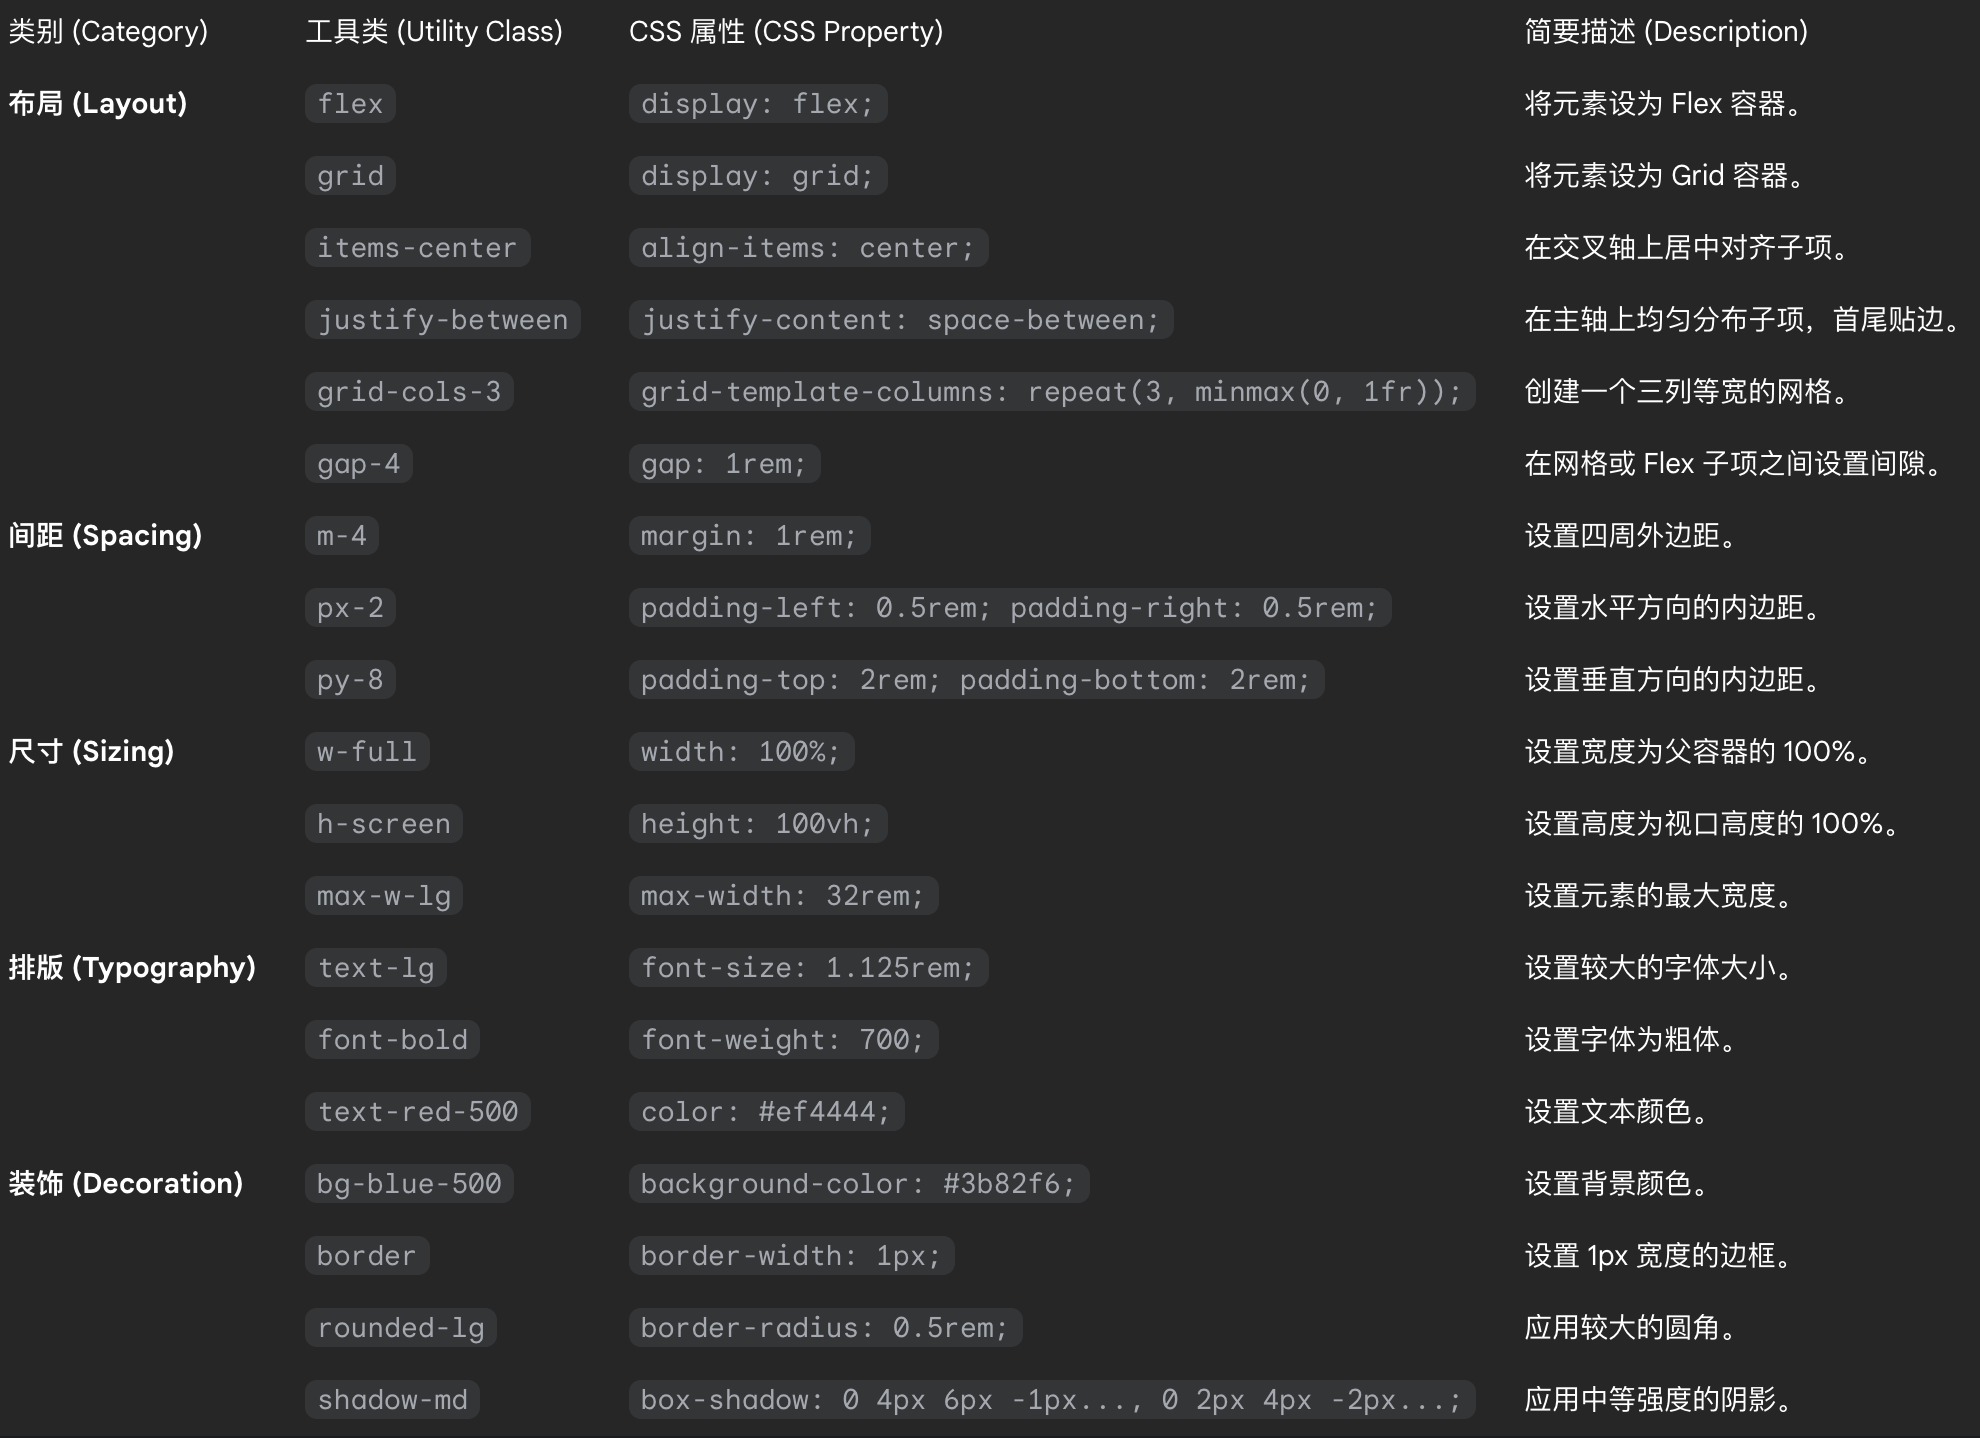 类别 (Category) 工具类 (Utility Class) CSS 属性 (CSS Property) 简要描述 (Description)
布局 (Layout) flex display: flex; 将元素设为 Flex 容器。
grid display: grid; 将元素设为 Grid 容器。
items-center align-items: center; 在交叉轴上居中对齐子项。
justify-between justify-content: space-between; 在主轴上均匀分布子项，首尾贴边。
grid-cols-3 grid-template-columns: repeat(3, minmax(0, 1fr)); 创建一个三列等宽的网格。
gap-4 gap: 1rem; 在网格或 Flex 子项之间设置间隙。
间距 (Spacing) m-4 margin: 1rem; 设置四周外边距。
px-2 padding-left: 0.5rem; padding-right: 0.5rem; 设置水平方向的内边距。
py-8 padding-top: 2rem; padding-bottom: 2rem; 设置垂直方向的内边距。
尺寸 (Sizing) w-full width: 100%; 设置宽度为父容器的 100%。
h-screen height: 100vh; 设置高度为视口高度的 100%。
max-w-lg max-width: 32rem; 设置元素的最大宽度。
排版 (Typography) text-lg font-size: 1.125rem; 设置较大的字体大小。
font-bold font-weight: 700; 设置字体为粗体。
text-red-500 color: #ef4444; 设置文本颜色。
装饰 (Decoration) bg-blue-500 background-color: #3b82f6; 设置背景颜色。
border border-width: 1px; 设置 1px 宽度的边框。
rounded-lg border-radius: 0.5rem; 应用较大的圆角。
shadow-md box-shadow: 0 4px 6px -1px..., 0 2px 4px -2px...; 应用中等强度的阴影。